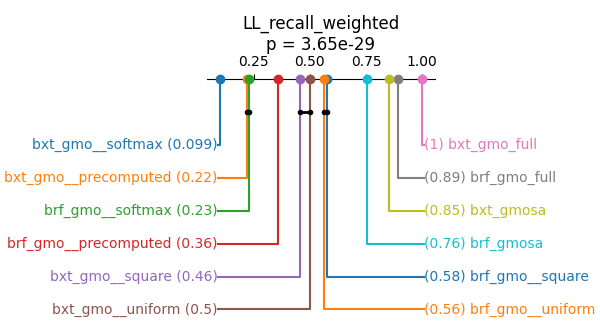 LL_recall_weighted
p = 3.65e-29
0.25 0.50 0.75 1.00
bxt_gmo__softmax (0.099) (1) bxt_gmo_full
bxt_gmo__precomputed (0.22) (0.89) brf_gmo_full
brf_gmo__softmax (0.23) (0.85) bxt_gmosa
brf_gmo__precomputed (0.36) (0.76) brf_gmosa
bxt_gmo__square (0.46) (0.58) brf_gmo__square
bxt_gmo__uniform (0.5) (0.56) brf_gmo__uniform